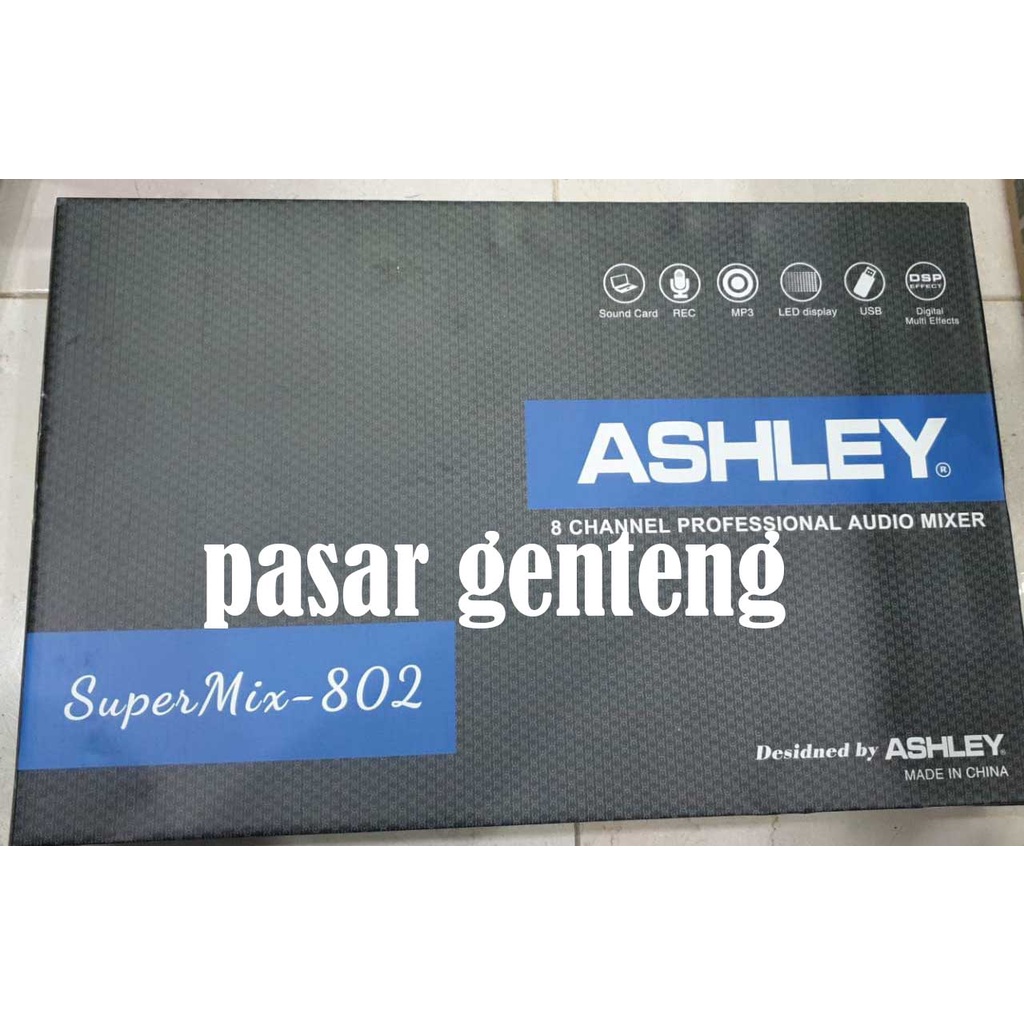 DSP
EFFECT
Sound Card REC MP3 LED display USB Digital
Multi Effects
ASHLEY®
8 CHANNEL PROFESSIONAL AUDIO MIXER
pasar genteng
SuperMix-802
Desidned by ASHLEY®
MADE IN CHINA